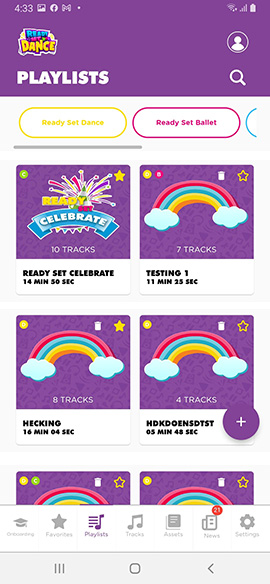 4:33
READY
SET
DANCE
PLAYLISTS
Ready Set Dance
Ready Set Ballet
C
READY
SET
CELEBRATE
10 TRACKS
READY SET CELEBRATE
14 MIN 50 SEC
D B
7 TRACKS
TESTING 1
11 MIN 25 SEC
D
8 TRACKS
HECKING
16 MIN 04 SEC
D
4 TRACKS
HDKDOENSDTST
05 MIN 48 SEC
+
D C
D
Onboarding
Favorites
Playlists
Tracks
Assets
21
News
Settings